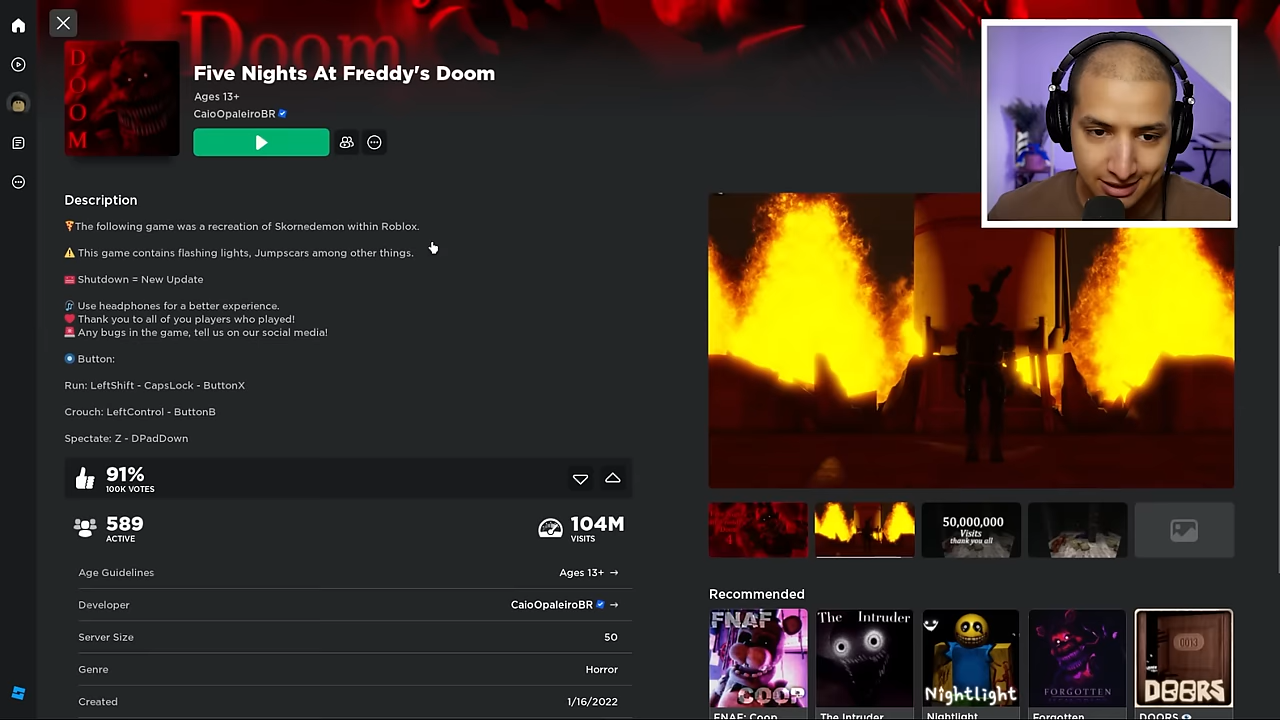 Doom
DOOM
Five Nights At Freddy's Doom
Ages 13+
CaioOpaleiroBR
Description
The following game was a recreation of Skornedemon within Roblox.
This game contains flashing lights, Jumpscars among other things.
Shutdown = New Update
Use headphones for a better experience.
Thank you to all of you players who played!
Any bugs in the game, tell us on our social media!
Button:
Run: LeftShift - CapsLock - ButtonX
Crouch: LeftControl - ButtonB
Spectate: Z - DPadDown
91%
100K VOTES
589
ACTIVE
104M
VISITS
Age Guidelines
Ages 13+ →
Developer
CaioOpaleiroBR →
Server Size
50
Genre
Horror
Created
1/16/2022
50,000,000
Visits
thank you all
Recommended
FNAF
COOP
The Intruder
Nightlight
FORGOTTEN
0013
DOORS
FNAF: Coop
The Intruder
Nightlight
Forgotten
DOORS